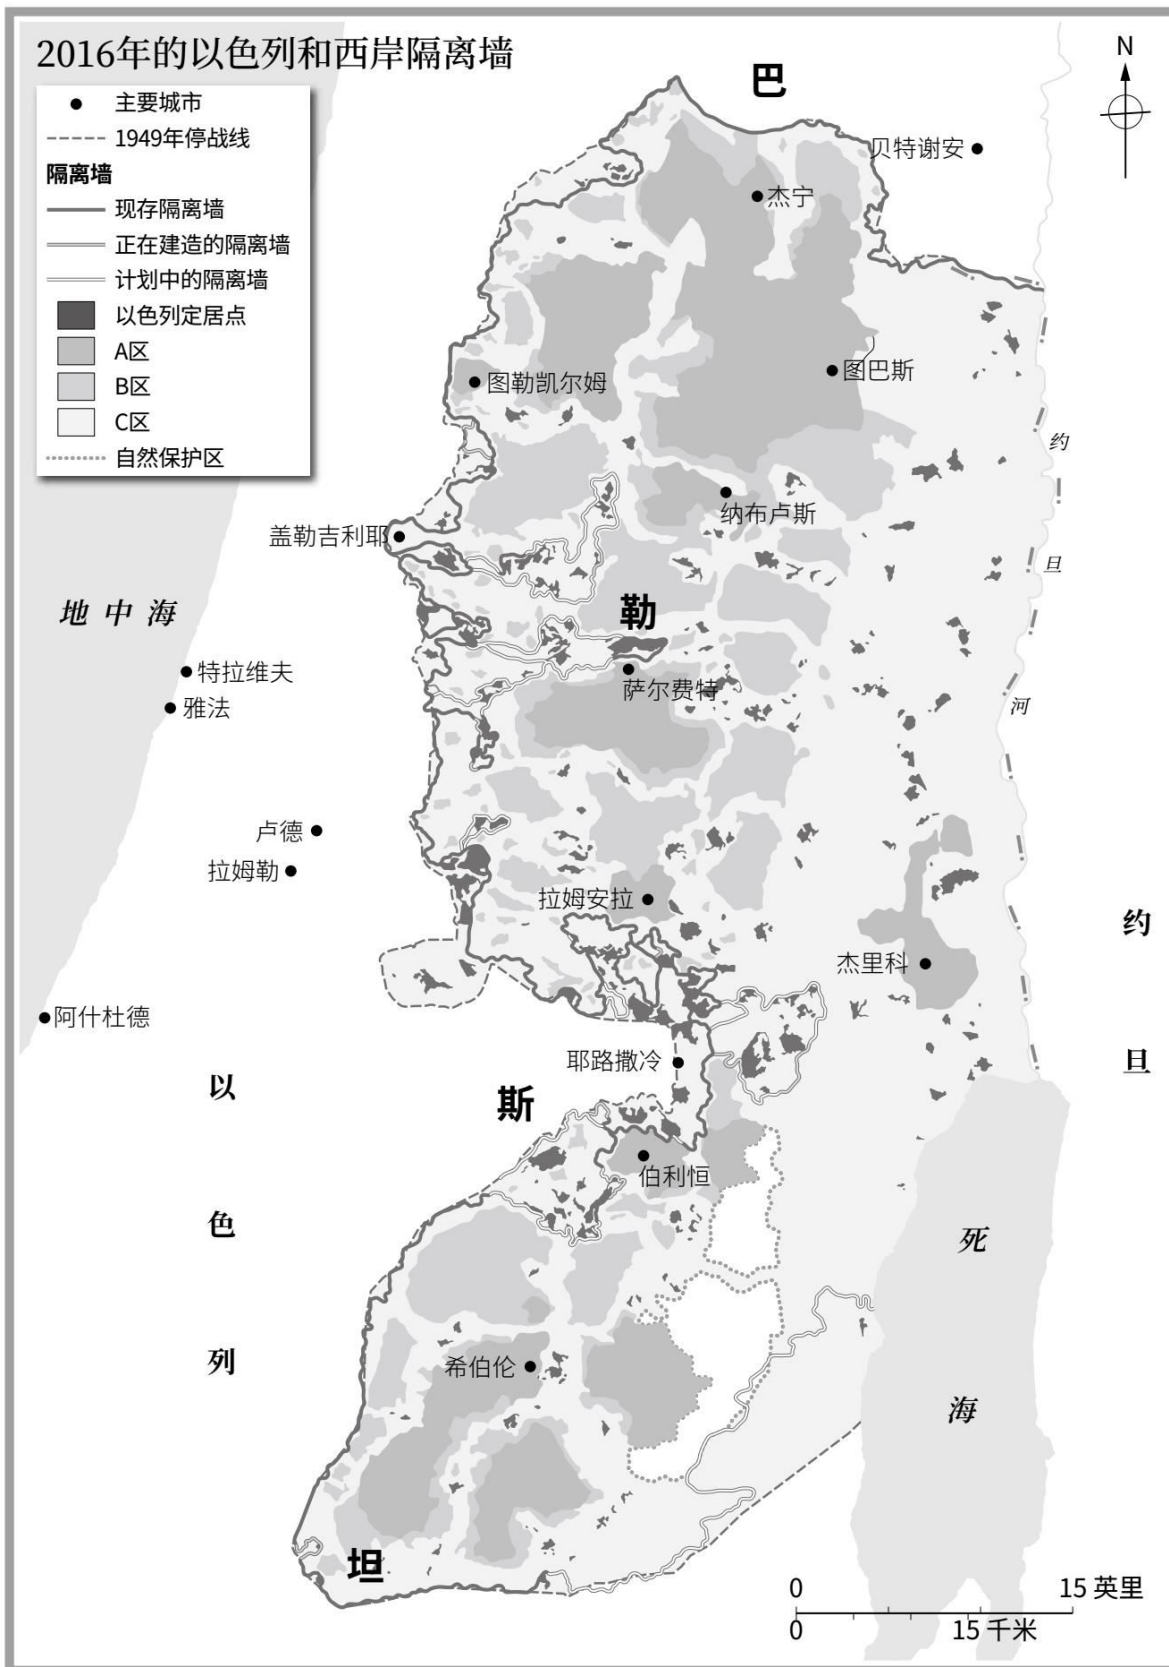 2016年的以色列和西岸隔离墙
主要城市
1949年停战线
隔离墙
现存隔离墙
正在建造的隔离墙
计划中的隔离墙
以色列定居点
A区
B区
C区
自然保护区
N
巴
贝特谢安
杰宁
图勒凯尔姆
图巴斯
约
纳布卢斯
盖勒吉利耶
旦
地中海
勒
特拉维夫
萨尔费特
雅法
河
卢德
拉姆勒
拉姆安拉
约
杰里科
阿什杜德
耶路撒冷
旦
以
斯
伯利恒
色
死
列
希伯伦
海
坦
0
15 英里
0
15 千米